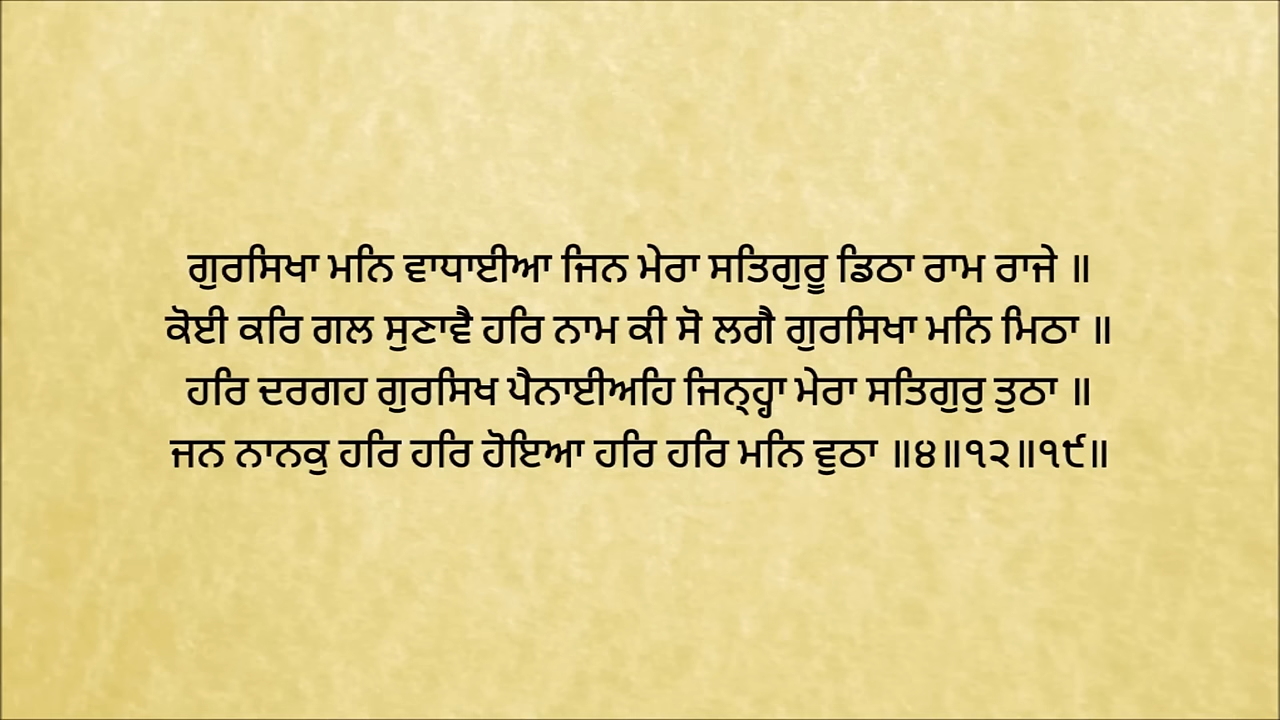 ਗੁਰਸਿਖਾ ਮਨਿ ਵਾਧਾਈਆ ਜਿਨ ਮੇਰਾ ਸਤਿਗੁਰੂ ਡਿਠਾ ਰਾਮ ਰਾਜੇ ॥
ਕੋਈ ਕਰਿ ਗਲ ਸੁਣਾਵੈ ਹਰਿ ਨਾਮ ਕੀ ਸੋ ਲਗੈ ਗੁਰਸਿਖਾ ਮਨਿ ਮਿਠਾ ॥
ਹਰਿ ਦਰਗਹ ਗੁਰਸਿਖ ਪੈਨਾਈਅਹਿ ਜਿਨ੍ਹ੍ਹਾ ਮੇਰਾ ਸਤਿਗੁਰੁ ਤੁਠਾ ॥
ਜਨ ਨਾਨਕੁ ਹਰਿ ਹਰਿ ਹੋਇਆ ਹਰਿ ਹਰਿ ਮਨਿ ਵੁਠਾ ॥੪॥੧੨॥੧੯॥